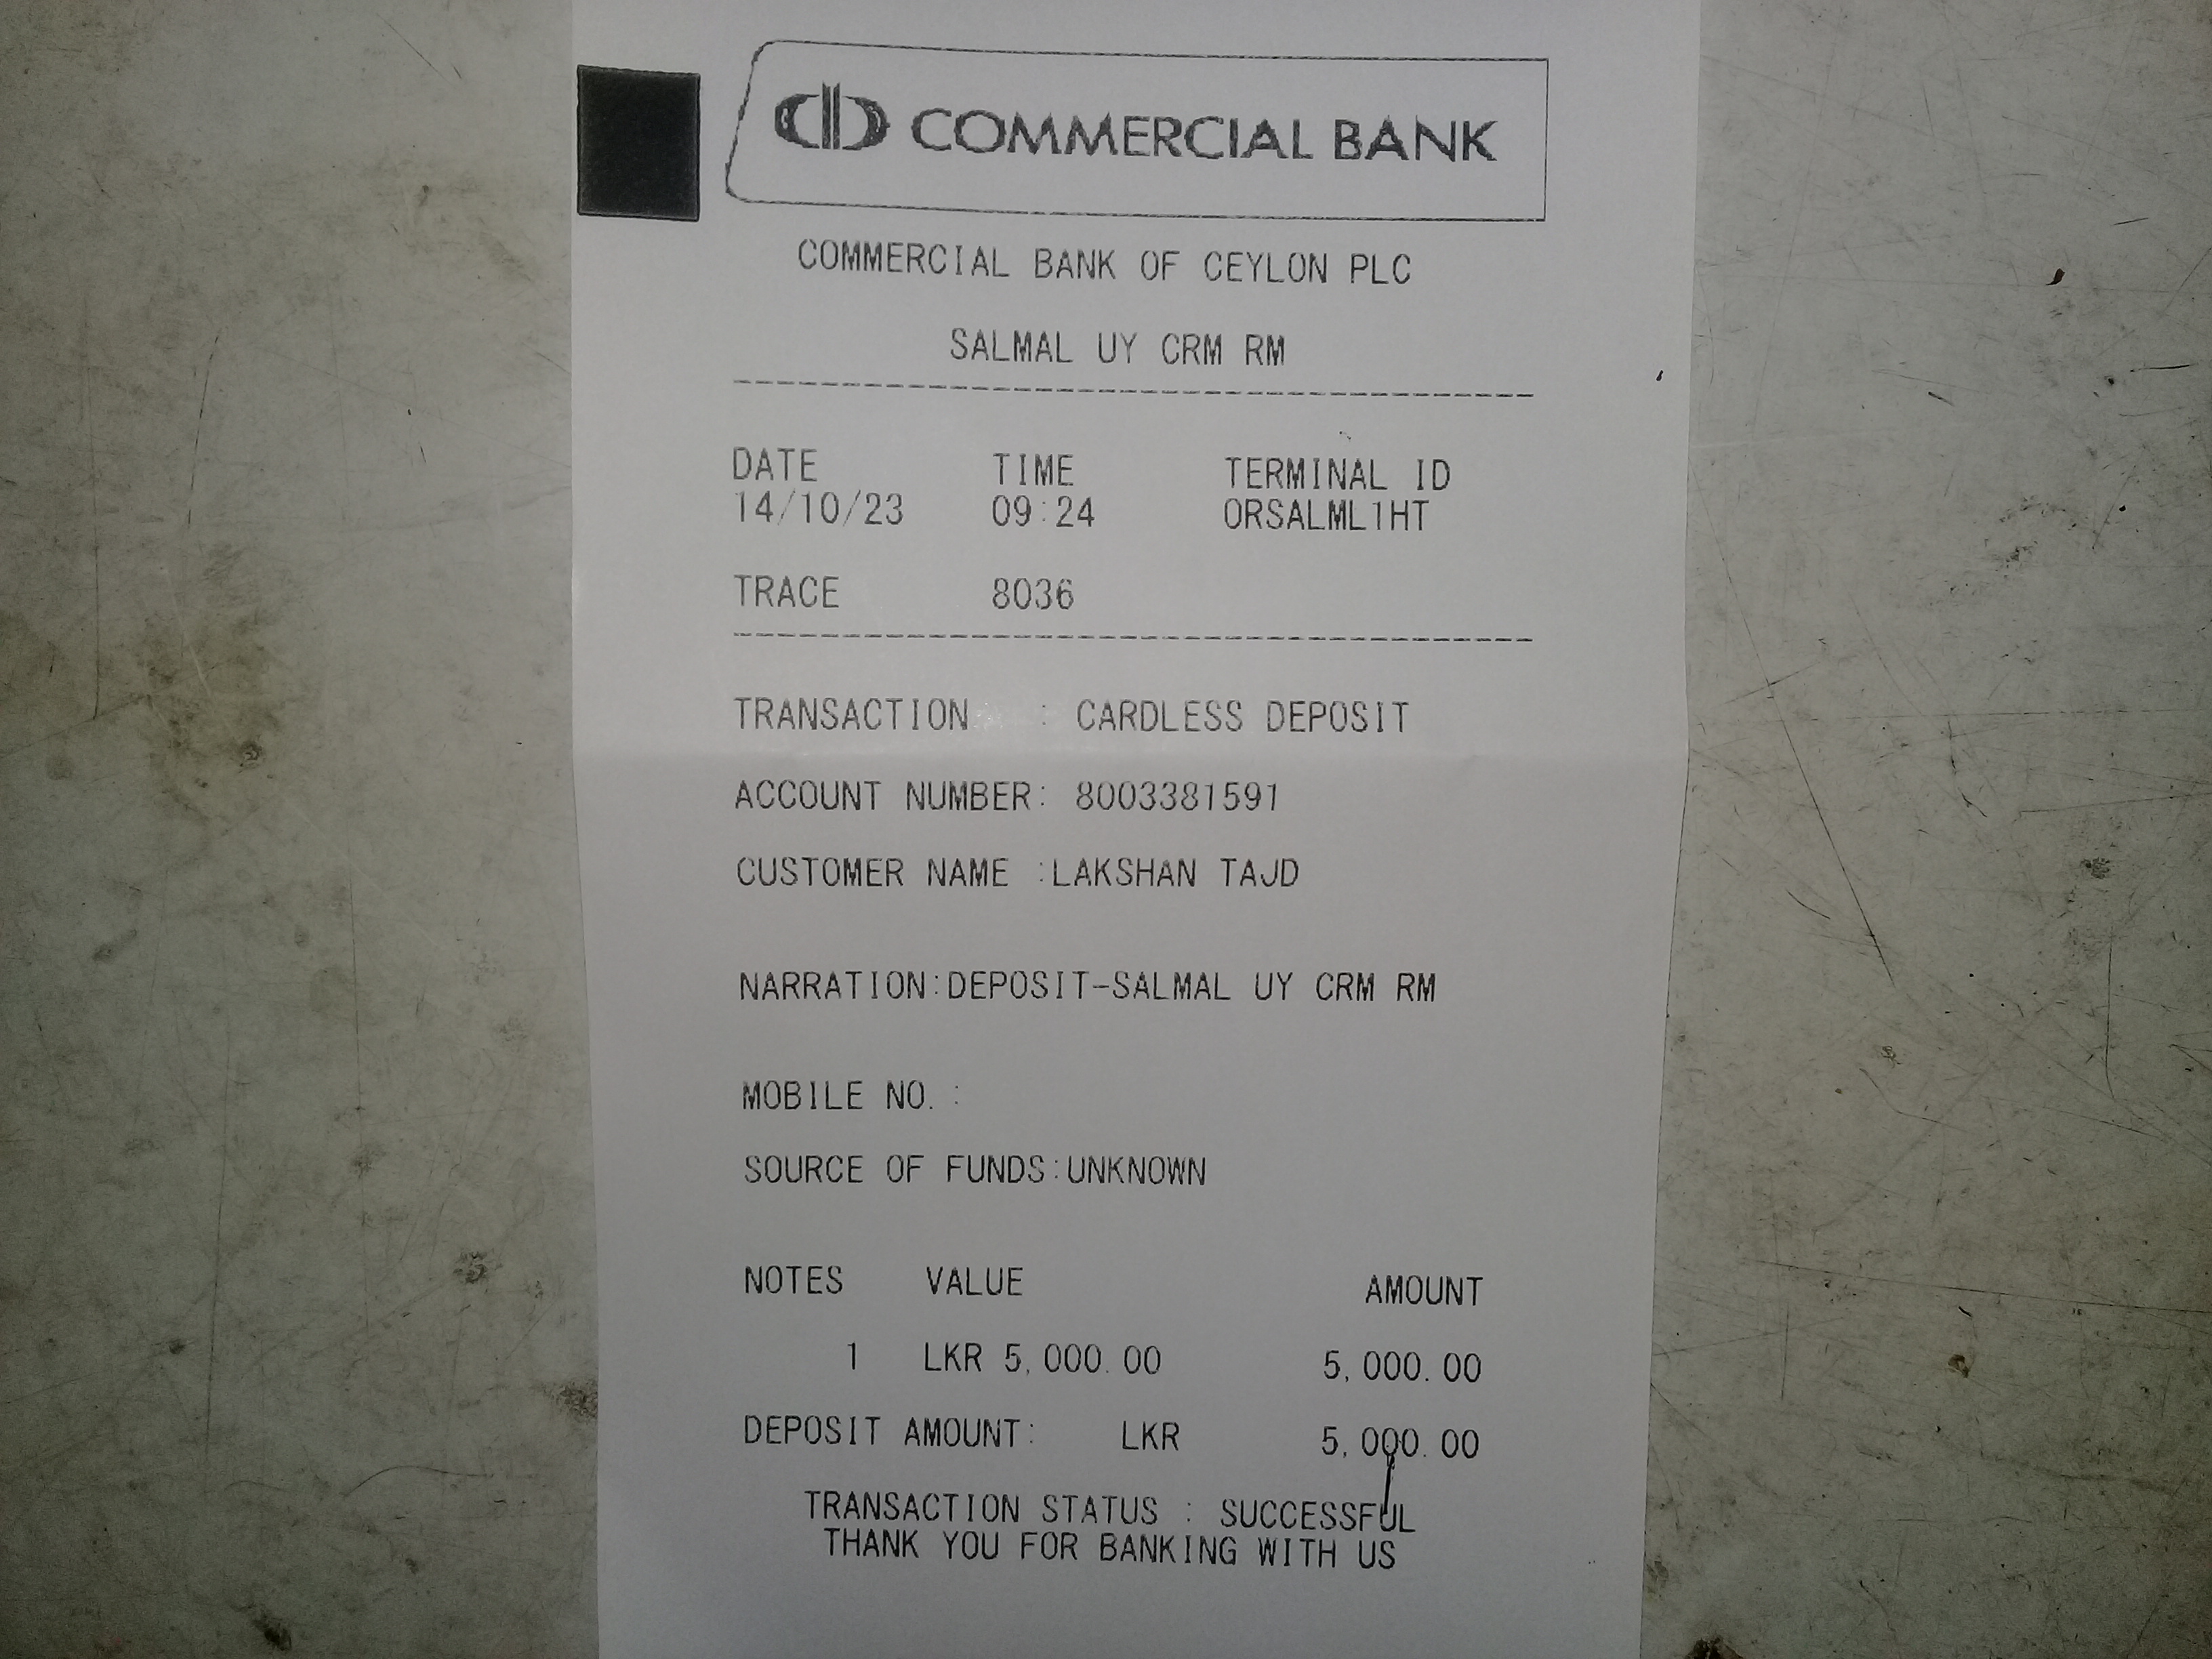 COMMERCIAL BANK
COMMERCIAL BANK OF CEYLON PLC
SALMAL UY CRM RM
DATE TIME TERMINAL ID
14/10/23 09:24 ORSALML1HT
TRACE 8036
TRANSACTION : CARDLESS DEPOSIT
ACCOUNT NUMBER: 8003381591
CUSTOMER NAME :LAKSHAN TAJD
NARRATION:DEPOSIT-SALMAL UY CRM RM
MOBILE NO. :
SOURCE OF FUNDS:UNKNOWN
NOTES VALUE AMOUNT
1 LKR 5,000.00 5,000.00
DEPOSIT AMOUNT: LKR 5,000.00
TRANSACTION STATUS : SUCCESSFUL
THANK YOU FOR BANKING WITH US